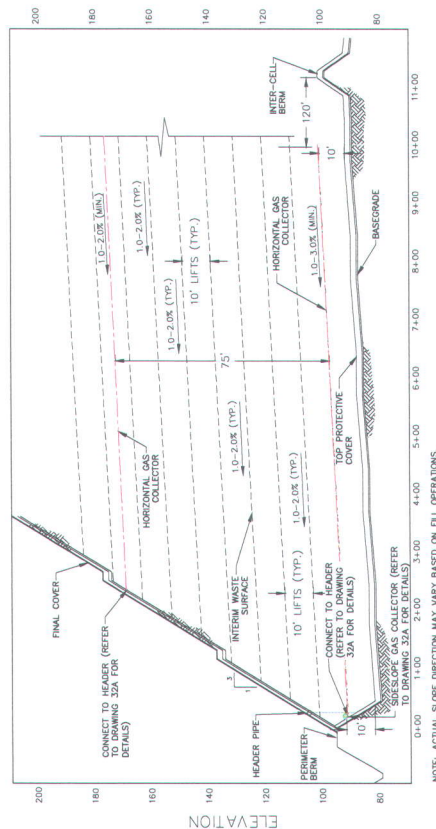 ELEVATION
200
180
160
140
120
100
80
200
180
160
140
120
100
80
FINAL COVER
CONNECT TO HEADER (REFER
TO DRAWING 32A FOR
DETAILS)
3
1
HEADER PIPE
PERIMETER
BERM
10'
HORIZONTAL GAS
COLLECTOR
INTERIM WASTE
SURFACE
10' LIFTS (TYP.)
1.0-2.0% (TYP.)
1.0-2.0% (TYP.)
CONNECT TO HEADER
(REFER TO DRAWING
32A FOR DETAILS)
SIDESLOPE GAS COLLECTOR (REFER
TO DRAWING 32A FOR DETAILS)
75'
1.0-2.0% (MIN.)
1.0-2.0% (TYP.)
1.0-2.0% (TYP.)
10' LIFTS (TYP.)
HORIZONTAL GAS
COLLECTOR
1.0-3.0% (MIN.)
TOP PROTECTIVE
COVER
BASEGRADE
10'
120'
INTER-CELL
BERM
0+00
1+00
2+00
3+00
4+00
5+00
6+00
7+00
8+00
9+00
10+00
11+00
NOTE: ACTUAL SLOPE DIRECTION MAY VARY BASED ON FILL OPERATIONS